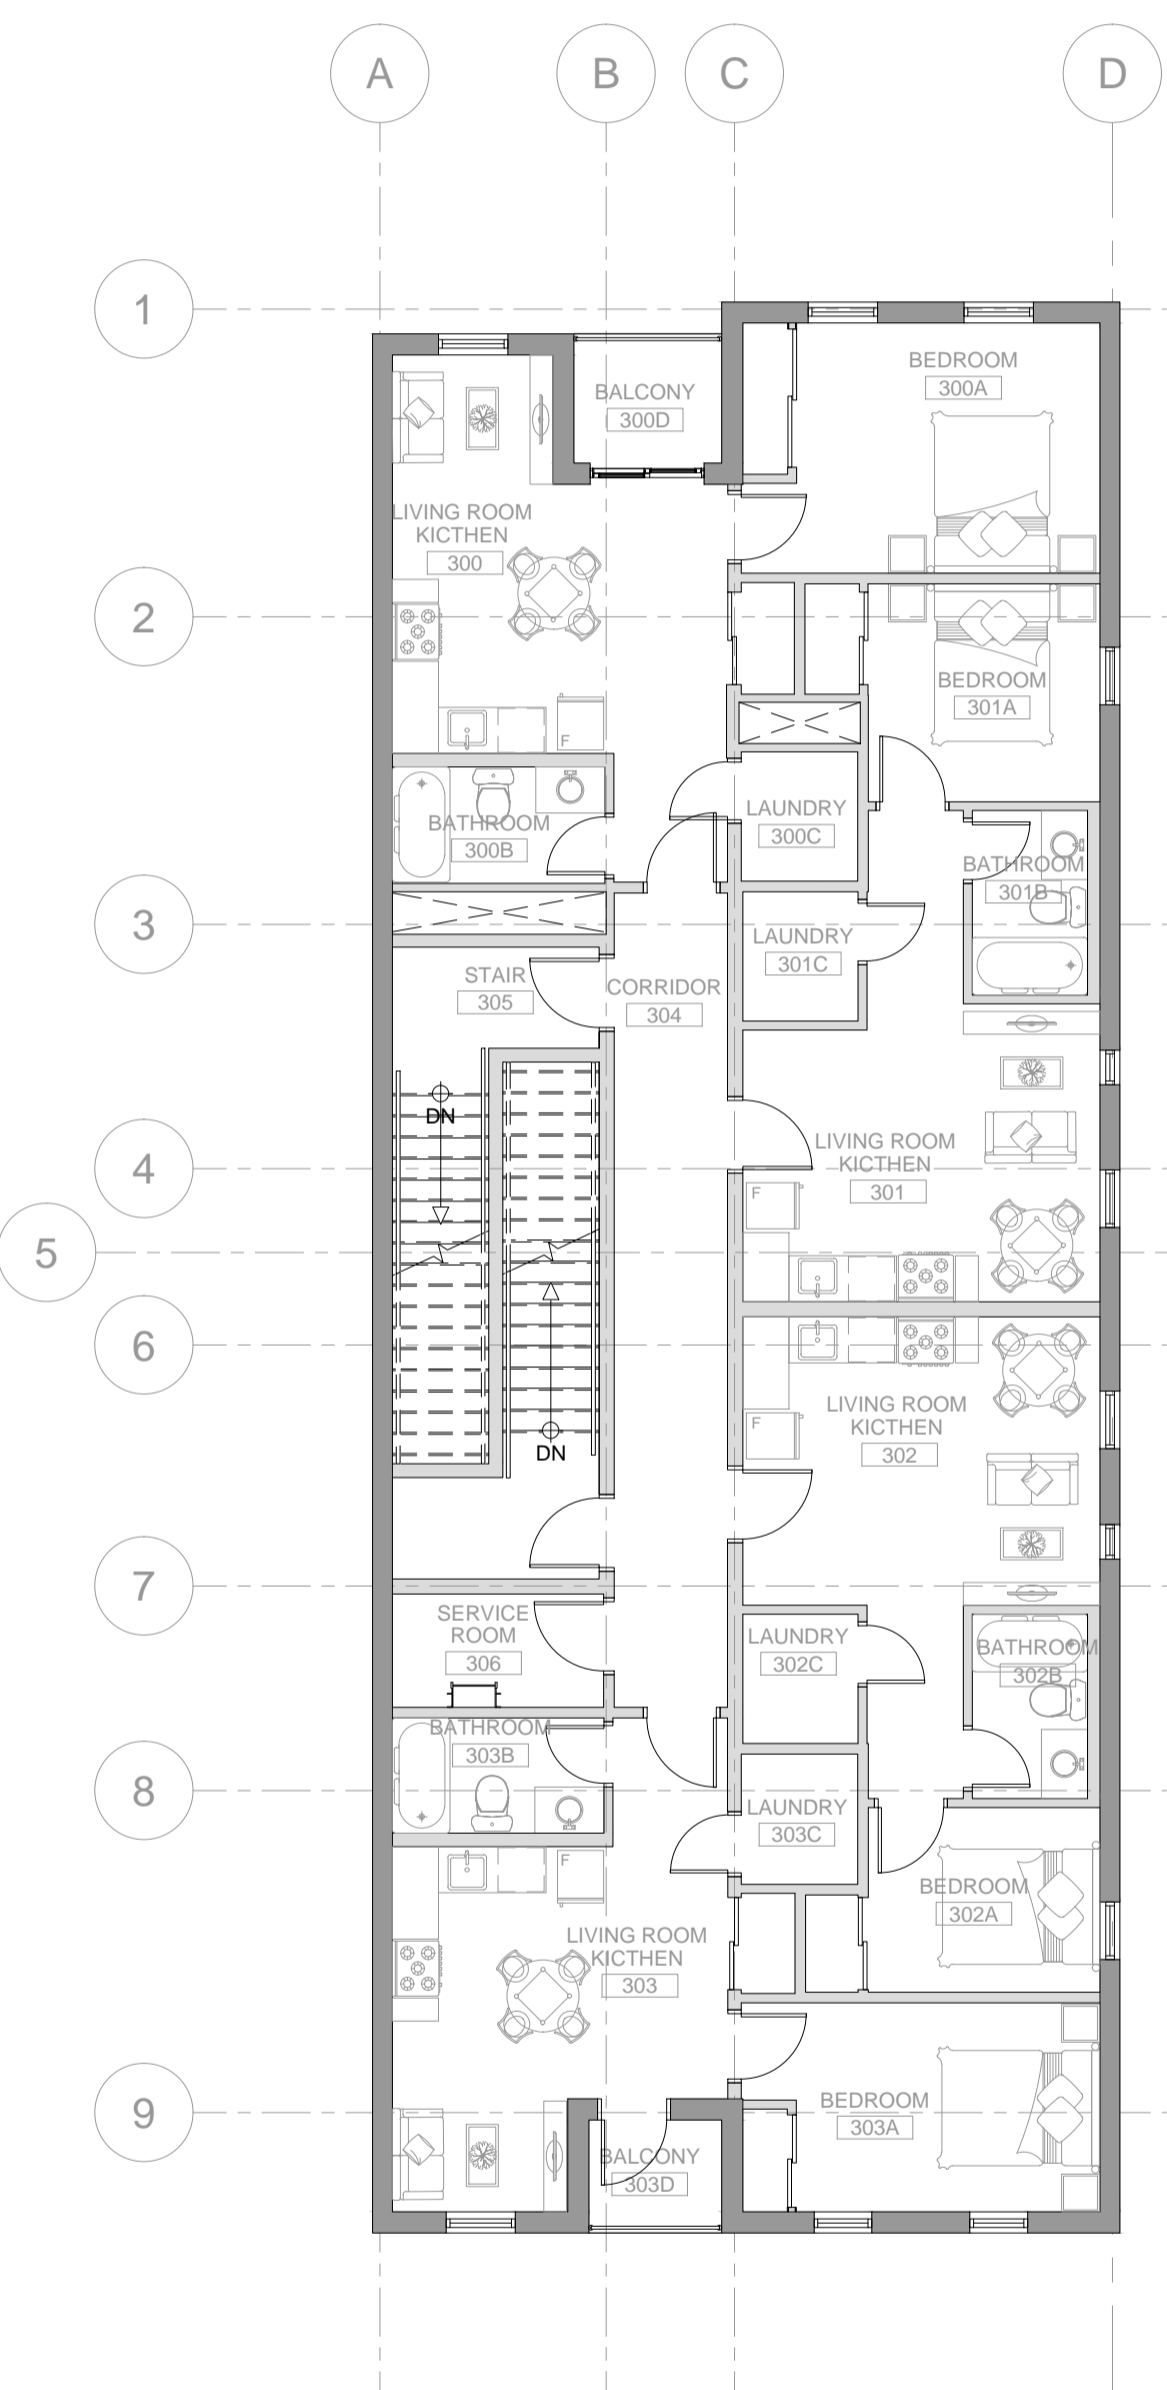 A
B
C
D
1
BEDROOM
300A
BALCONY
300D
LIVING ROOM
KICTHEN
300
2
BEDROOM
301A
F
LAUNDRY
300C
BATHROOM
300B
BATHROOM
301B
3
LAUNDRY
301C
STAIR
305
CORRIDOR
304
DN
4
LIVING ROOM
KICTHEN
301
F
5
6
LIVING ROOM
KICTHEN
302
F
DN
7
SERVICE
ROOM
306
LAUNDRY
302C
BATHROOM
302B
BATHROOM
303B
8
LAUNDRY
303C
F
BEDROOM
302A
LIVING ROOM
KICTHEN
303
9
BEDROOM
303A
BALCONY
303D